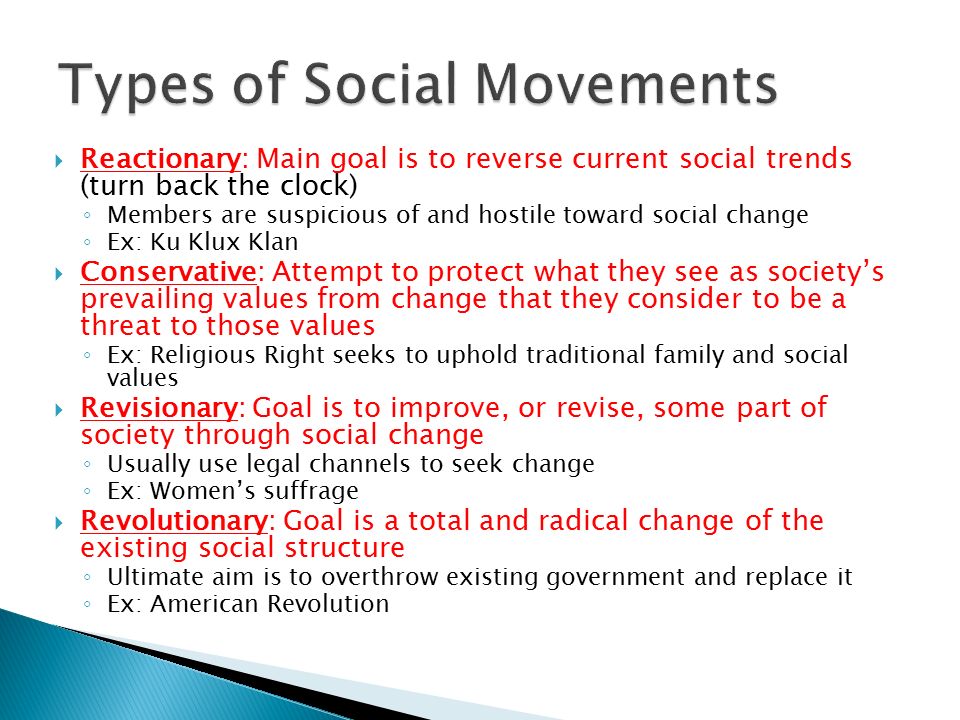 Types of Social Movements
Reactionary: Main goal is to reverse current social trends
(turn back the clock)
Members are suspicious of and hostile toward social change
Ex: Ku Klux Klan
Conservative: Attempt to protect what they see as society’s
prevailing values from change that they consider to be a
threat to those values
Ex: Religious Right seeks to uphold traditional family and social
values
Revisionary: Goal is to improve, or revise, some part of
society through social change
Usually use legal channels to seek change
Ex: Women’s suffrage
Revolutionary: Goal is a total and radical change of the
existing social structure
Ultimate aim is to overthrow existing government and replace it
Ex: American Revolution